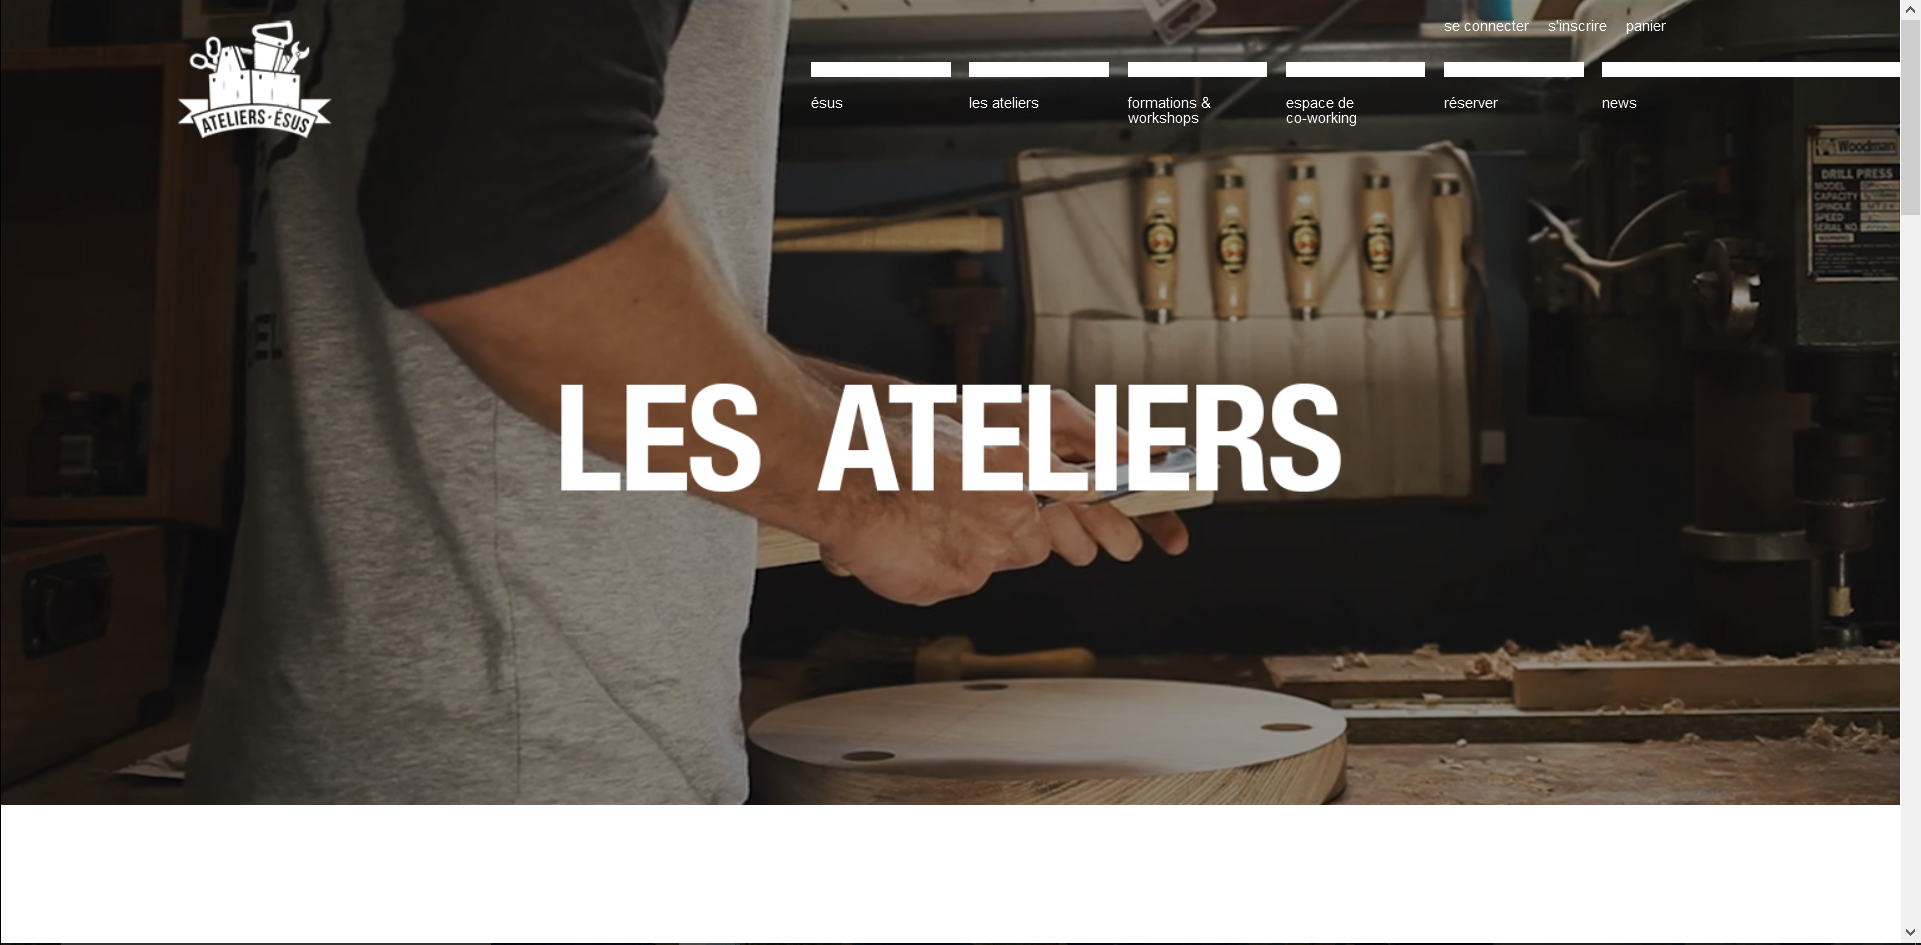 se connecter s'inscrire panier
ATELIERS · ÉSUS
ésus
les ateliers
formations &
workshops
espace de
co-working
réserver
news
Woodman
DRILL PRESS
MODEL
CAPACITY
SPINDLE
SPEED
SERIAL NO.
WARNING
LES ATELIERS